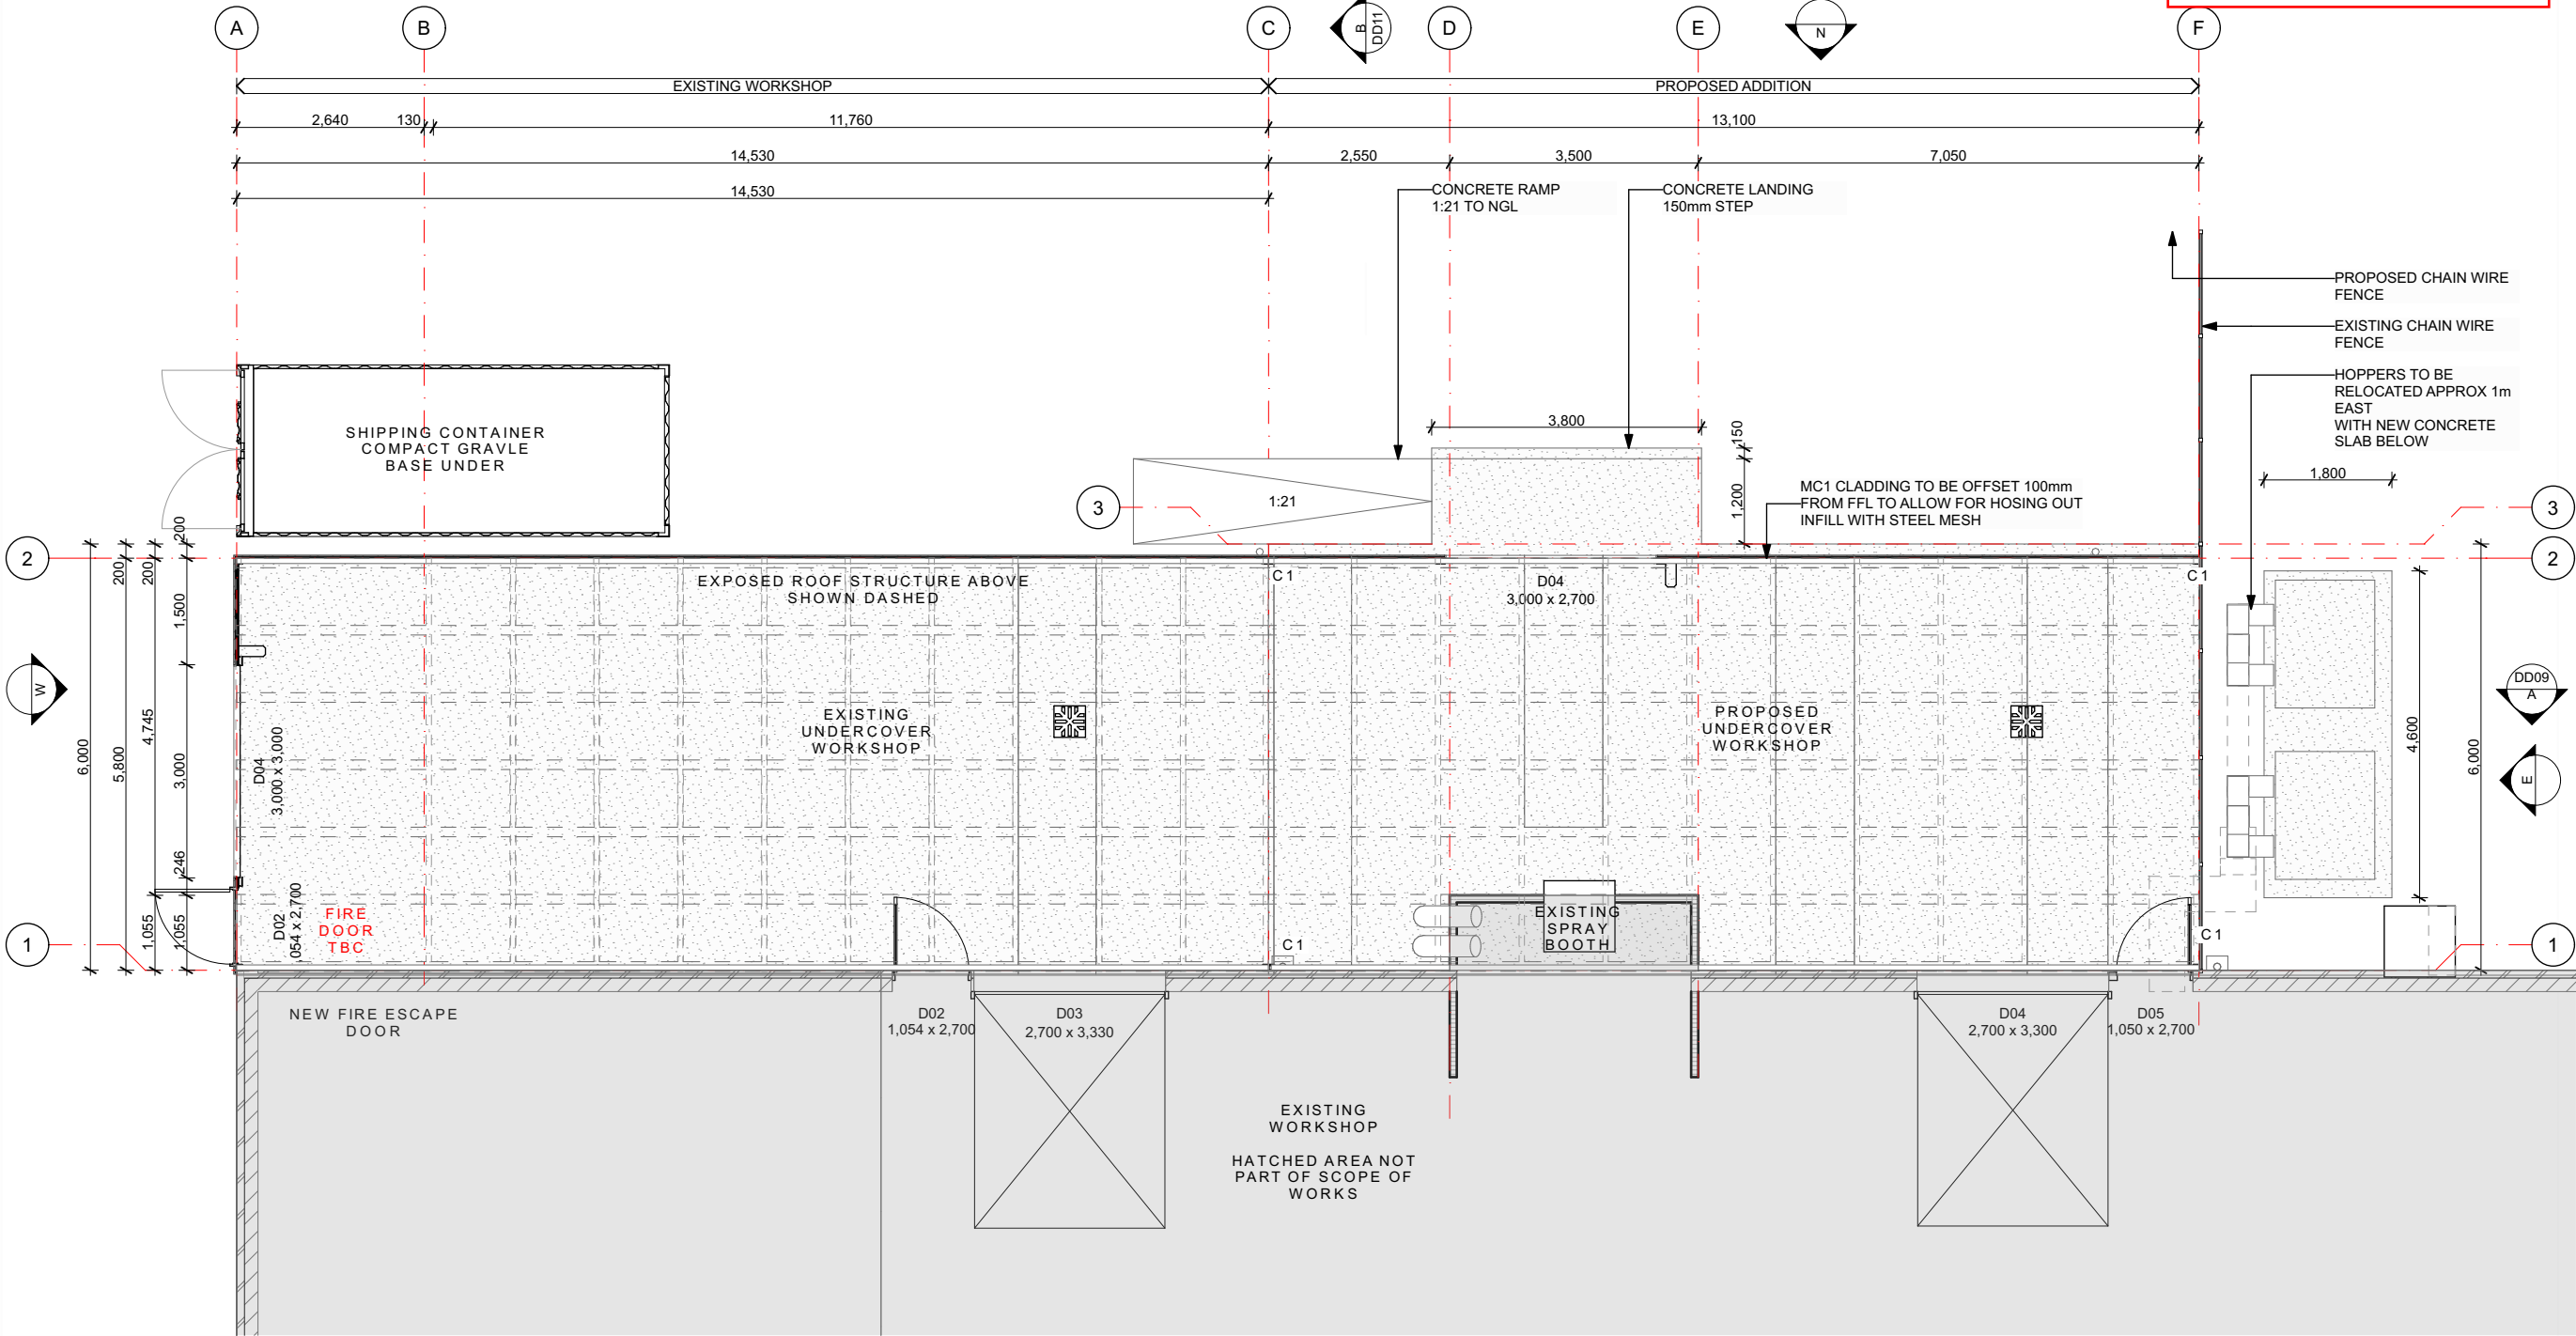 A
B
C
B
DD11
D
E
N
F
EXISTING WORKSHOP
PROPOSED ADDITION
2,640
130
11,760
13,100
14,530
2,550
3,500
7,050
14,530
CONCRETE RAMP
1:21 TO NGL
CONCRETE LANDING
150mm STEP
PROPOSED CHAIN WIRE
FENCE
EXISTING CHAIN WIRE
FENCE
HOPPERS TO BE
RELOCATED APPROX 1m
EAST
WITH NEW CONCRETE
SLAB BELOW
SHIPPING CONTAINER
COMPACT GRAVLE
BASE UNDER
3,800
150
1,200
1:21
3
MC1 CLADDING TO BE OFFSET 100mm
FROM FFL TO ALLOW FOR HOSING OUT
INFILL WITH STEEL MESH
1,800
3
2
2
200
200
200
1,500
4,745
3,000
246
6,000
5,800
1,055
1,055
EXPOSED ROOF STRUCTURE ABOVE
SHOWN DASHED
C1
D04
3,000 x 2,700
C1
W
D04
3,000 x 3,000
EXISTING
UNDERCOVER
WORKSHOP
PROPOSED
UNDERCOVER
WORKSHOP
4,600
6,000
DD09
A
E
D02
,054 x 2,700
FIRE
DOOR
TBC
EXISTING
SPRAY
BOOTH
C1
C1
1
1
NEW FIRE ESCAPE
DOOR
D02
1,054 x 2,700
D03
2,700 x 3,330
D04
2,700 x 3,300
D05
1,050 x 2,700
EXISTING
WORKSHOP
HATCHED AREA NOT
PART OF SCOPE OF
WORKS